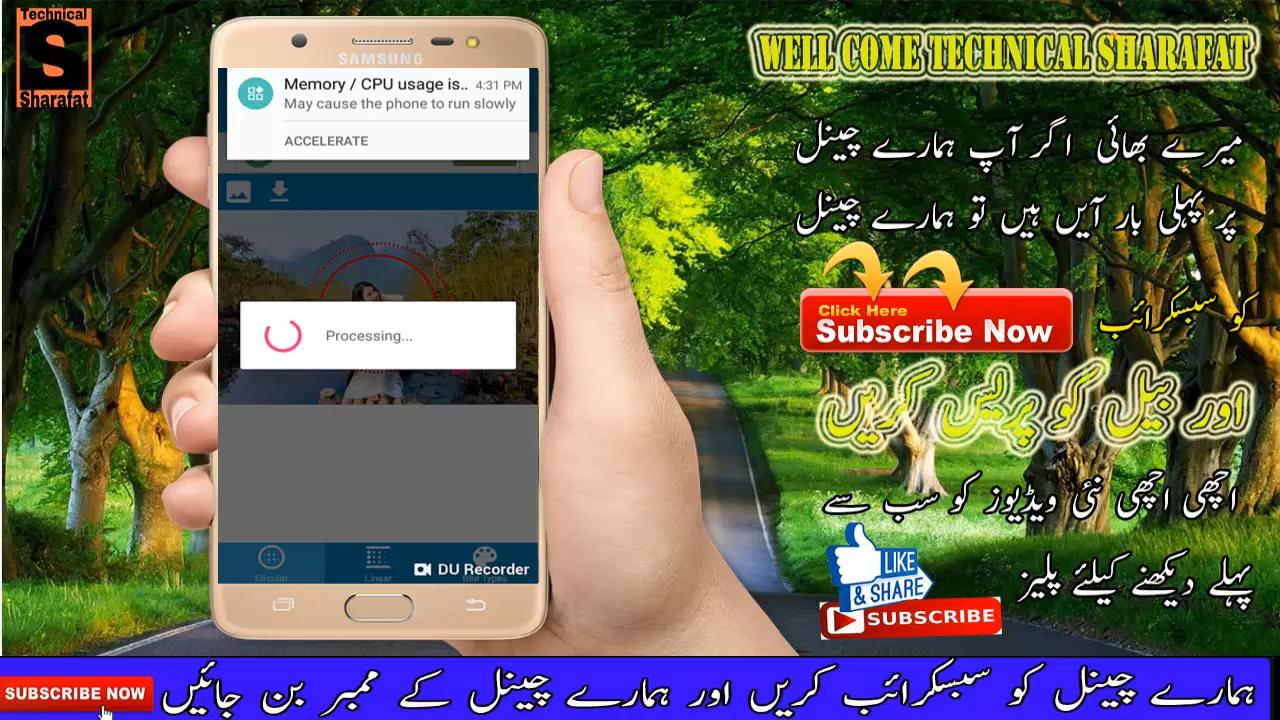 Technical
S
Sharafat
SAMSUNG
Memory / CPU usage is.. 4:31 PM
May cause the phone to run slowly
ACCELERATE
Processing...
Circular
Linear
Blur Types
DU Recorder
WELL COME TECHNICAL SHARAFAT
میرے بھائی اگر آپ ہمارے چینل
پر پہلی بار آیں ہیں تو ہمارے چینل
کو سبسکرائب
Click Here
Subscribe Now
اور بیل کو پریس کریں
اچھی اچھی نئی ویڈیوز کو سب سے
پہلے دیکھنے کیلئے پلیز
LIKE
& SHARE
SUBSCRIBE
SUBSCRIBE NOW
ہمارے چینل کو سبسکرائب کریں اور ہمارے چینل کے ممبر بن جائیں